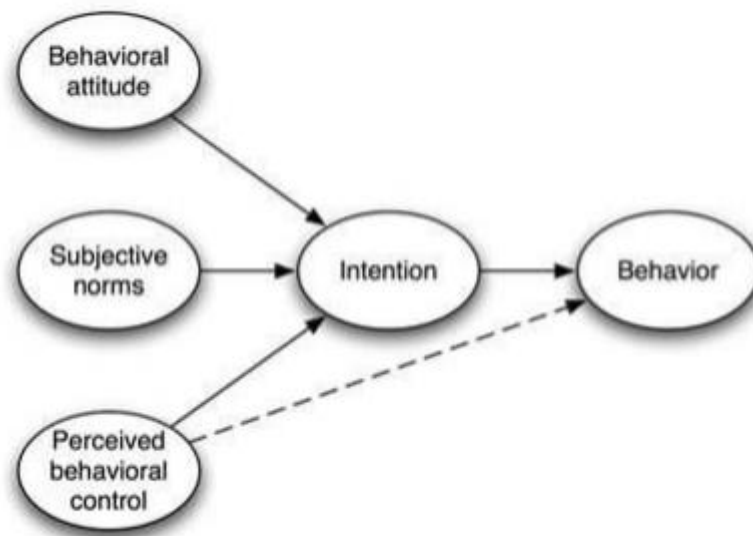 Behavioral
attitude
Subjective
norms
Intention
Behavior
Perceived
behavioral
control